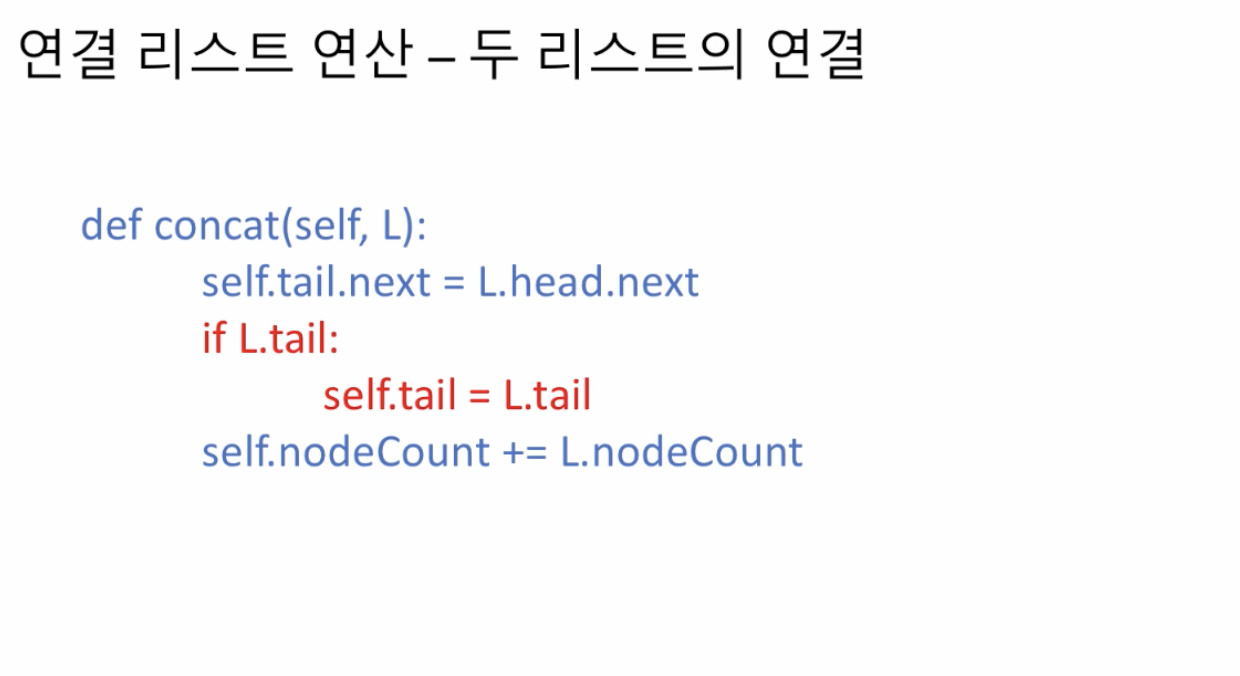 연결 리스트 연산 – 두 리스트의 연결
def concat(self, L):
self.tail.next = L.head.next
if L.tail:
self.tail = L.tail
self.nodeCount += L.nodeCount